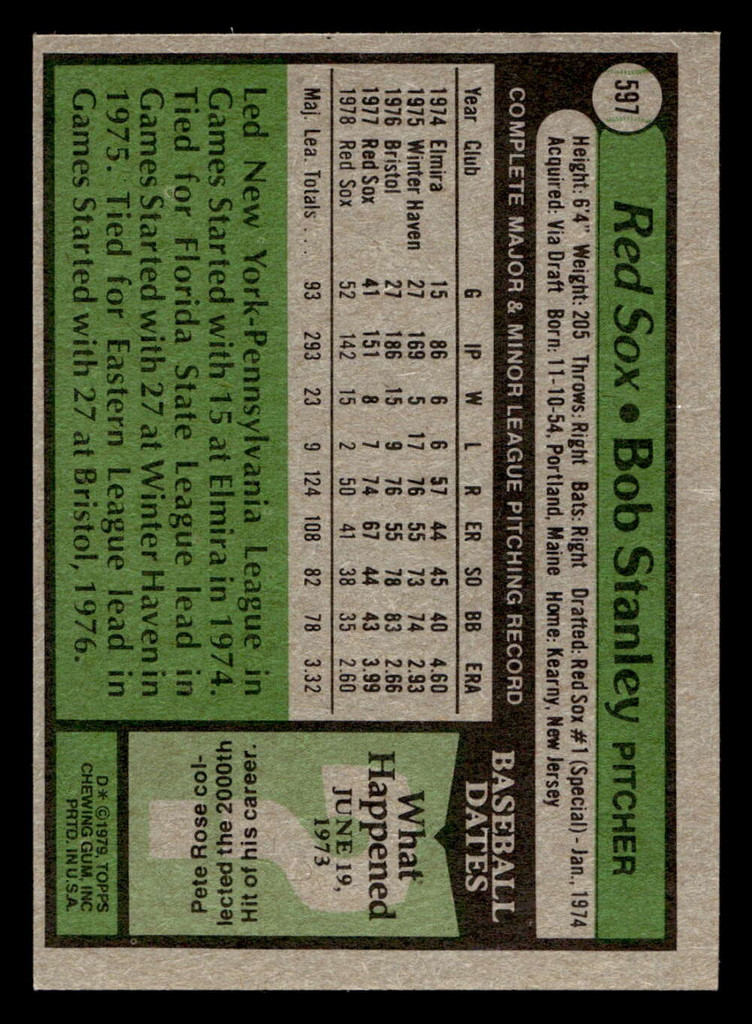 597
Red Sox • Bob Stanley PITCHER
Height: 6'4" Weight: 205 Throws: Right Bats: Right Drafted: Red Sox #1 (Special) - Jan., 1974
Acquired: Via Draft Born: 11-10-54, Portland, Maine Home: Kearny, New Jersey
COMPLETE MAJOR & MINOR LEAGUE PITCHING RECORD
Year Club G IP W L R ER SO BB ERA
1974 Elmira 15 86 6 6 57 44 45 40 4.60
1975 Winter Haven 27 169 5 17 76 55 73 74 2.93
1976 Bristol 27 186 15 9 76 55 78 83 2.66
1977 Red Sox 41 151 8 7 74 67 44 43 3.99
1978 Red Sox 52 142 15 2 50 41 38 35 2.60
Maj. Lea. Totals . . . 93 293 23 9 124 108 82 78 3.32
Led New York-Pennsylvania League in
Games Started with 15 at Elmira in 1974.
Tied for Florida State League lead in
Games Started with 27 at Winter Haven in
1975. Tied for Eastern League lead in
Games Started with 27 at Bristol, 1976.
BASEBALL
DATES
What
Happened
JUNE 19,
1973
Pete Rose col-
lected the 2000th
Hit of his career.
D* ©1979, TOPPS
CHEWING GUM, INC
PRTD. IN U.S.A.